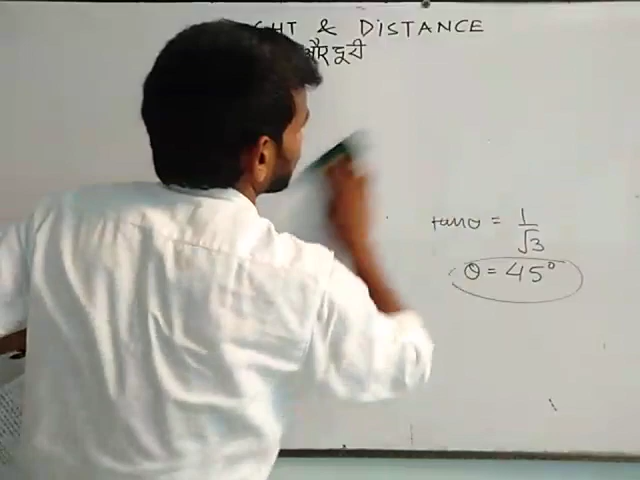 GHT & DISTANCE
और दूरी
tanθ = 1/√3
θ = 45°